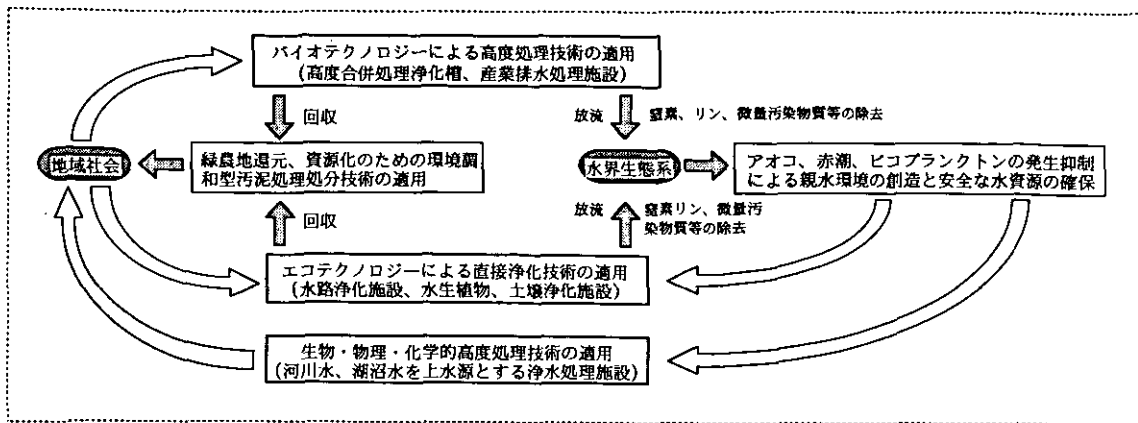 バイオテクノロジーによる高度処理技術の適用
(高度合併処理浄化槽、産業排水処理施設)
回収
放流
窒素、リン、微量汚染物質等の除去
地域社会
緑農地還元、資源化のための環境調
和型汚泥処理処分技術の適用
水界生態系
アオコ、赤潮、ピコプランクトンの発生抑制
による親水環境の創造と安全な水資源の確保
回収
放流
窒素リン、微量汚
染物質等の除去
エコテクノロジーによる直接浄化技術の適用
(水路浄化施設、水生植物、土壌浄化施設)
生物・物理・化学的高度処理技術の適用
(河川水、湖沼水を上水源とする浄水処理施設)